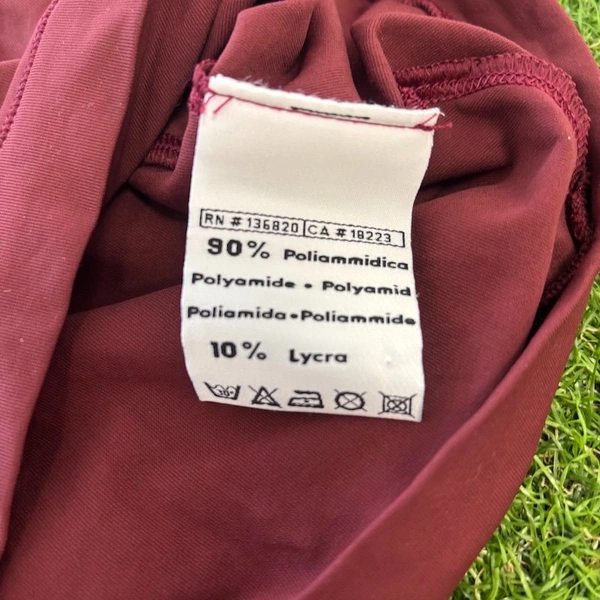 RN # 136820 CA # 18223
90% Poliammidica
Polyamide • Polyamid
Poliamida•Poliammide
10% Lycra